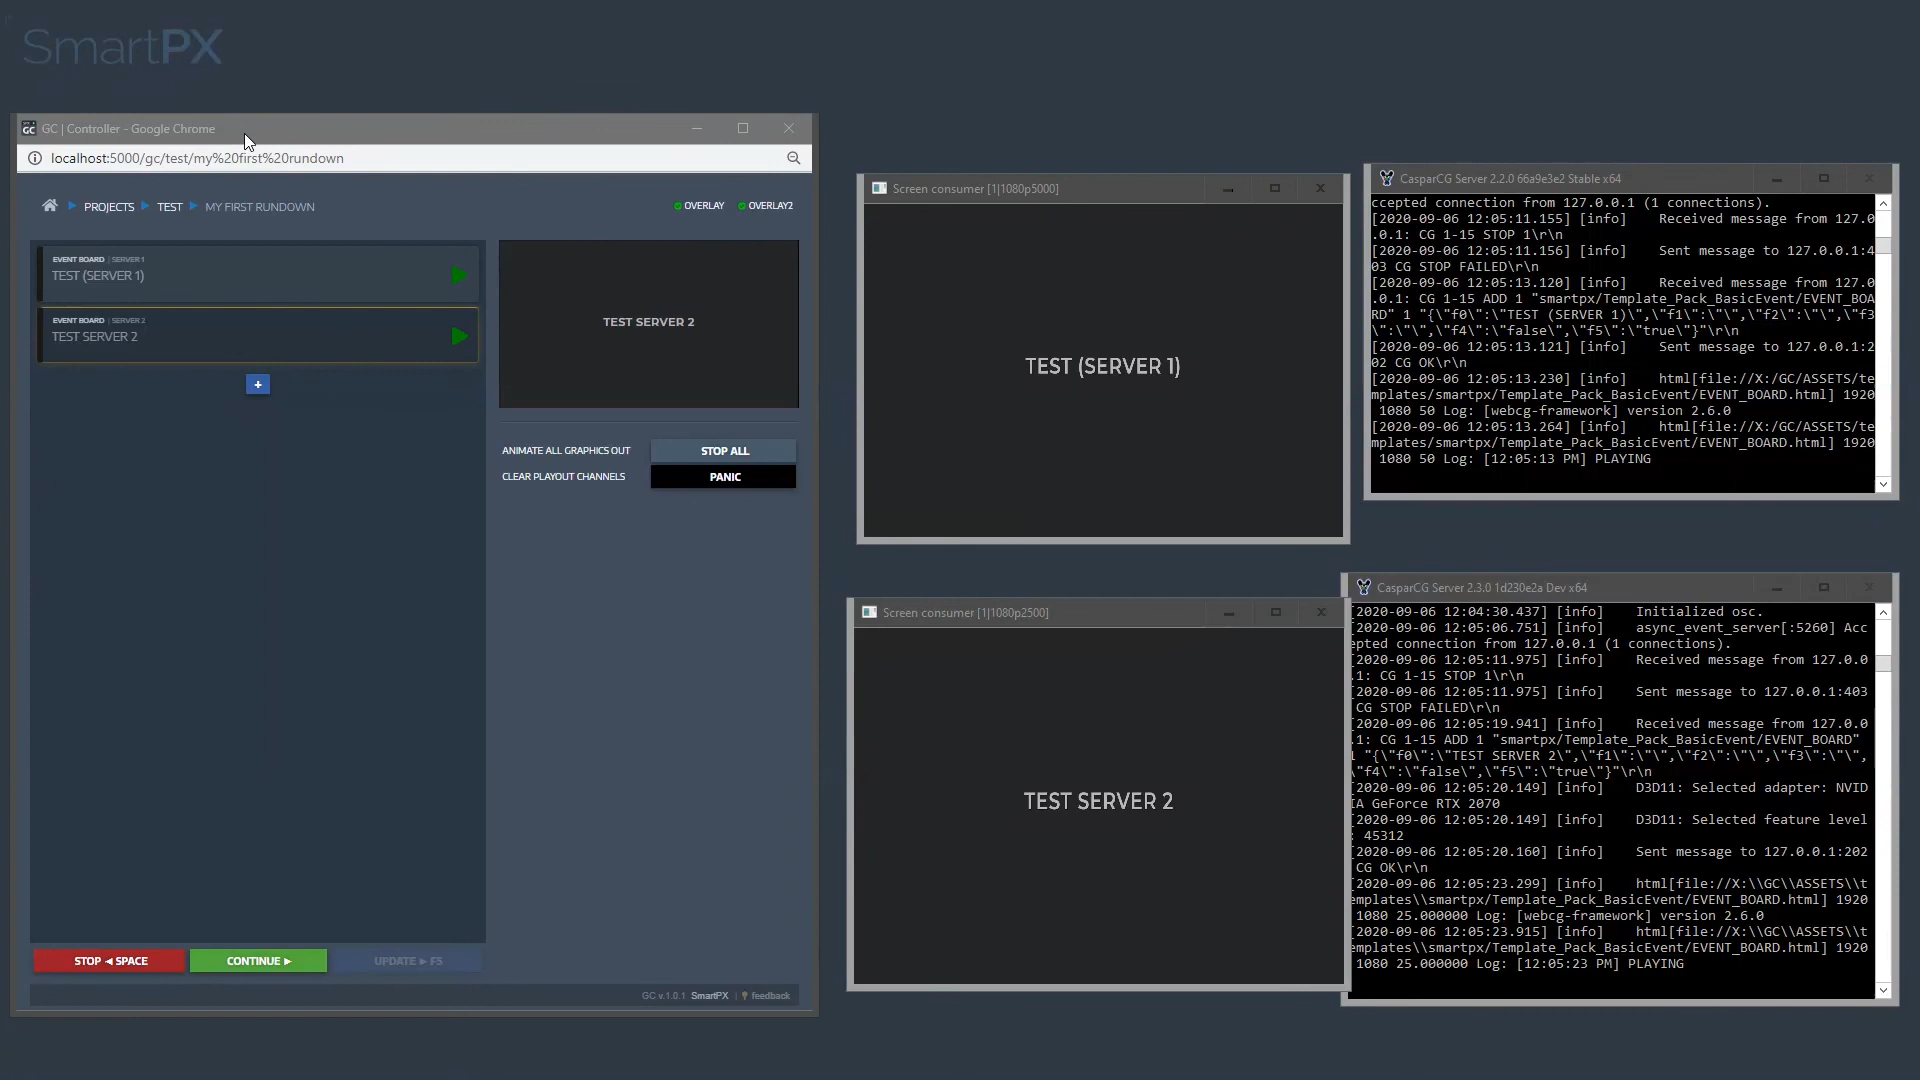 SmartPX
GC | Controller - Google Chrome
localhost:5000/gc/test/my%20first%20rundown
PROJECTS TEST MY FIRST RUNDOWN
OVERLAY OVERLAY2
EVENT BOARD | SERVER 1
TEST (SERVER 1)
EVENT BOARD | SERVER 2
TEST SERVER 2
+
TEST SERVER 2
ANIMATE ALL GRAPHICS OUT STOP ALL
CLEAR PLAYOUT CHANNELS PANIC
STOP ◄ SPACE CONTINUE ► UPDATE ► F5
GC v.1.0.1 SmartPX | feedback
Screen consumer [1|1080p5000]
TEST (SERVER 1)
CasparCG Server 2.2.0 66a9e3e2 Stable x64
ccepted connection from 127.0.0.1 (1 connections).
[2020-09-06 12:05:11.155] [info] Received message from 127.0
.0.1: CG 1-15 STOP 1\r\n
[2020-09-06 12:05:11.156] [info] Sent message to 127.0.0.1:4
03 CG STOP FAILED\r\n
[2020-09-06 12:05:13.120] [info] Received message from 127.0
.0.1: CG 1-15 ADD 1 "smartpx/Template_Pack_BasicEvent/EVENT_BOA
RD" 1 "{\"f0\":\"TEST (SERVER 1)\",\"f1\":\"\",\"f2\":\"\",\"f3
\":\"\",\"f4\":\"false\",\"f5\":\"true\"}"\r\n
[2020-09-06 12:05:13.121] [info] Sent message to 127.0.0.1:2
02 CG OK\r\n
[2020-09-06 12:05:13.230] [info] html[file://X:/GC/ASSETS/te
mplates/smartpx/Template_Pack_BasicEvent/EVENT_BOARD.html] 1920
1080 50 Log: [webcg-framework] version 2.6.0
[2020-09-06 12:05:13.264] [info] html[file://X:/GC/ASSETS/te
mplates/smartpx/Template_Pack_BasicEvent/EVENT_BOARD.html] 1920
1080 50 Log: [12:05:13 PM] PLAYING
Screen consumer [1|1080p2500]
TEST SERVER 2
CasparCG Server 2.3.0 1d230e2a Dev x64
[2020-09-06 12:04:30.437] [info] Initialized osc.
[2020-09-06 12:05:06.751] [info] async_event_server[:5260] Acc
epted connection from 127.0.0.1 (1 connections).
[2020-09-06 12:05:11.975] [info] Received message from 127.0.0
.1: CG 1-15 STOP 1\r\n
[2020-09-06 12:05:11.975] [info] Sent message to 127.0.0.1:403
CG STOP FAILED\r\n
[2020-09-06 12:05:19.941] [info] Received message from 127.0.0
.1: CG 1-15 ADD 1 "smartpx/Template_Pack_BasicEvent/EVENT_BOARD"
1 "{\"f0\":\"TEST SERVER 2\",\"f1\":\"\",\"f2\":\"\",\"f3\":\"\",
\"f4\":\"false\",\"f5\":\"true\"}"\r\n
[2020-09-06 12:05:20.149] [info] D3D11: Selected adapter: NVID
IA GeForce RTX 2070
[2020-09-06 12:05:20.149] [info] D3D11: Selected feature level
: 45312
[2020-09-06 12:05:20.160] [info] Sent message to 127.0.0.1:202
CG OK\r\n
[2020-09-06 12:05:23.299] [info] html[file://X:\\GC\\ASSETS\\t
emplates\\smartpx/Template_Pack_BasicEvent/EVENT_BOARD.html] 1920
1080 25.000000 Log: [webcg-framework] version 2.6.0
[2020-09-06 12:05:23.915] [info] html[file://X:\\GC\\ASSETS\\t
emplates\\smartpx/Template_Pack_BasicEvent/EVENT_BOARD.html] 1920
1080 25.000000 Log: [12:05:23 PM] PLAYING